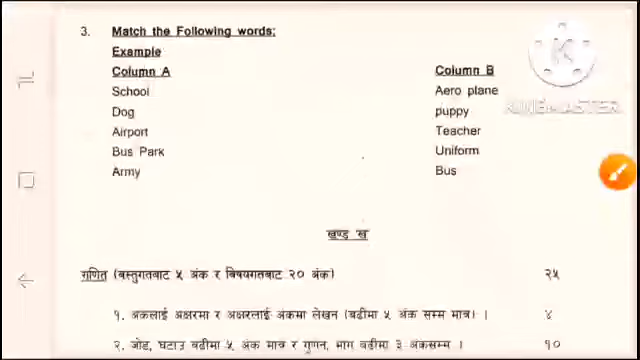 3. Match the Following words:
Example
Column A Column B
School Aero plane
Dog puppy
Airport Teacher
Bus Park Uniform
Army Bus
KINEMASTER
खण्ड ख
गणित (वस्तुगतबाट ५ अंक र विषयगतबाट २० अंक) २५
१. अंकलाई अक्षरमा र अक्षरलाई अंकमा लेखन (बढीमा ५ अंक सम्म मात्र) । ४
२. जोड, घटाउ बढीमा ५ अंक मात्र र गुणन, भाग बढीमा ३ अंकसम्म । १०